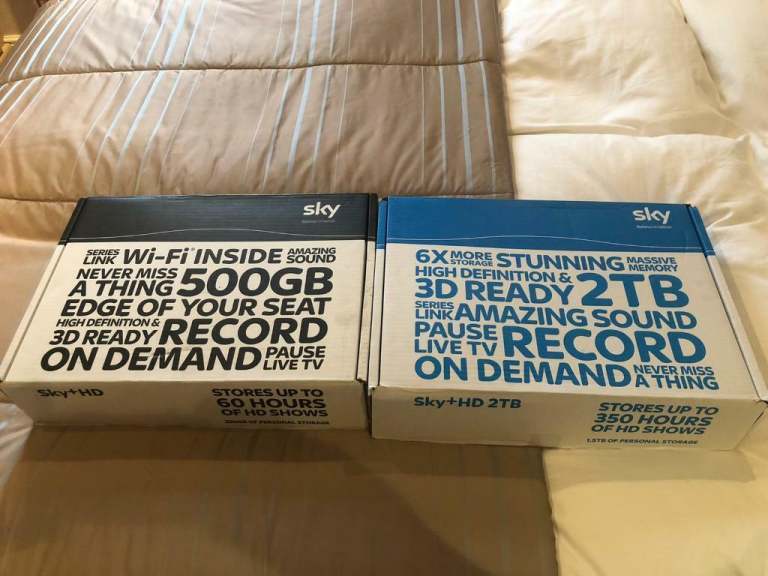 sky
SERIES LINK Wi-Fi INSIDE AMAZING SOUND
NEVER MISS A THING 500GB
EDGE OF YOUR SEAT
HIGH DEFINITION & 3D READY RECORD
ON DEMAND PAUSE LIVE TV
Sky+HD
STORES UP TO
60 HOURS
OF HD SHOWS
OF PERSONAL STORAGE
sky
6X MORE STORAGE STUNNING MASSIVE MEMORY
HIGH DEFINITION & 3D READY 2TB
SERIES LINK AMAZING SOUND
PAUSE LIVE TV RECORD
ON DEMAND NEVER MISS A THING
Sky+HD 2TB
STORES UP TO
350 HOURS
OF HD SHOWS
1.5TB OF PERSONAL STORAGE